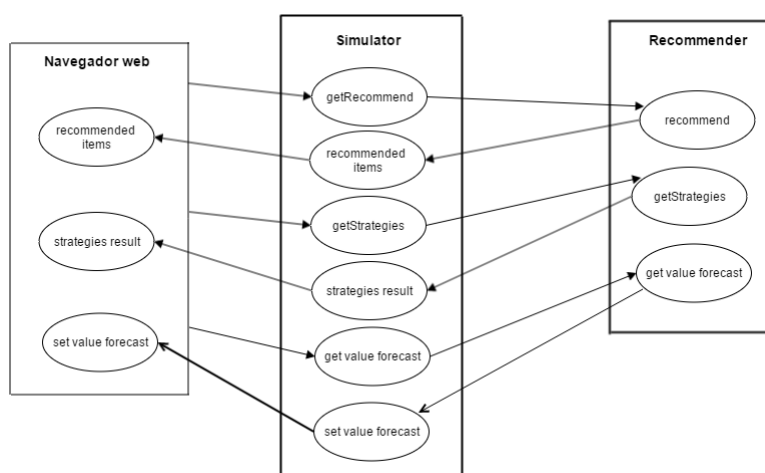 Navegador web
recommended
items
strategies result
set value forecast
Simulator
getRecommend
recommended
items
getStrategies
strategies result
get value forecast
set value forecast
Recommender
recommend
getStrategies
get value forecast